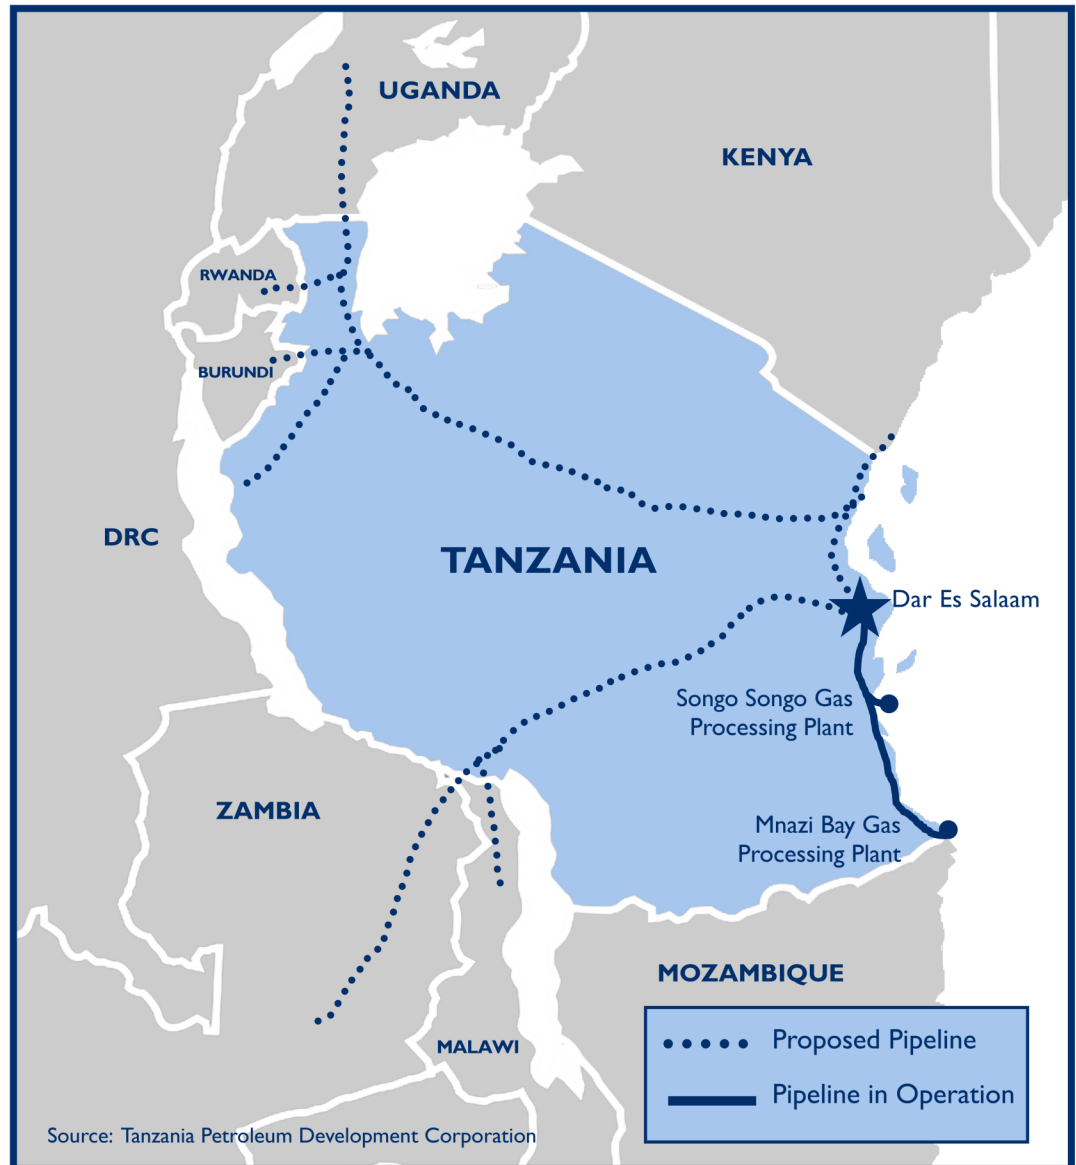 UGANDA
KENYA
RWANDA
BURUNDI
DRC
TANZANIA
Dar Es Salaam
Songo Songo Gas
Processing Plant
ZAMBIA
Mnazi Bay Gas
Processing Plant
MOZAMBIQUE
MALAWI
Proposed Pipeline
Pipeline in Operation
Source: Tanzania Petroleum Development Corporation